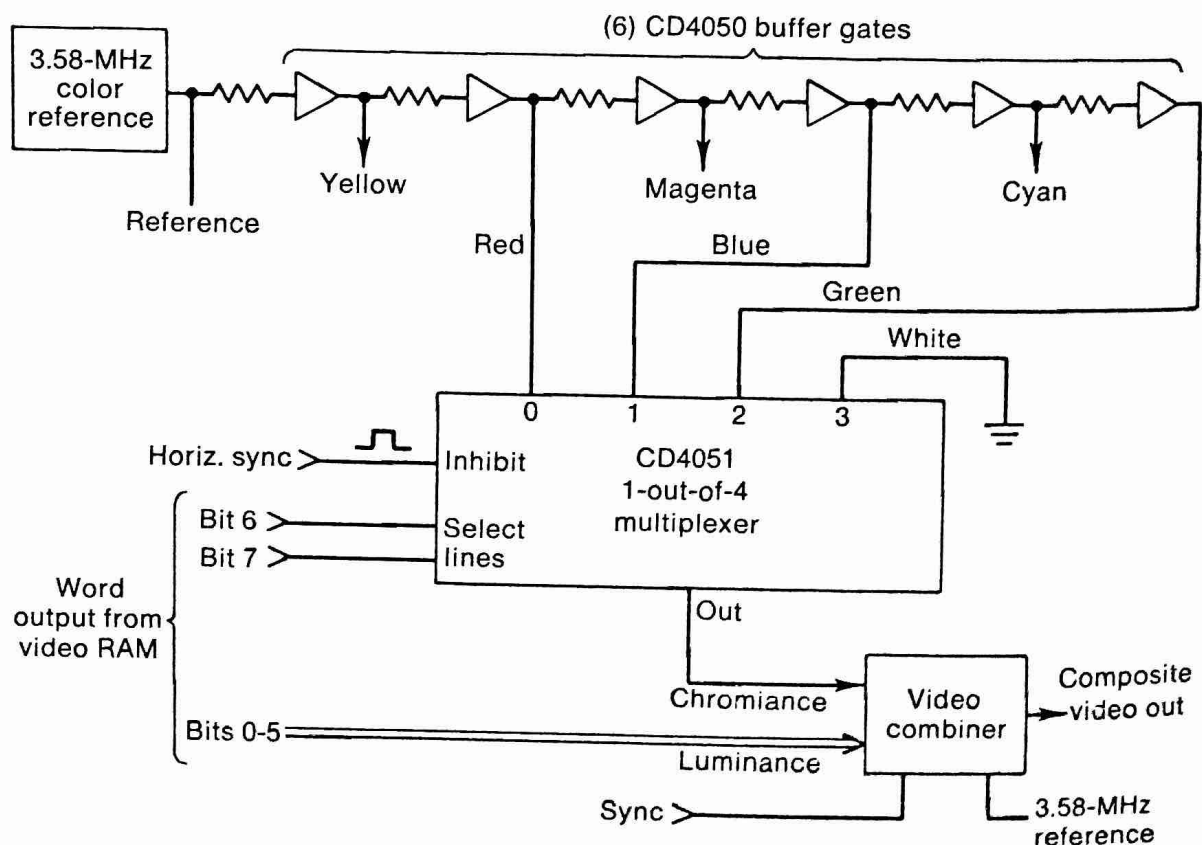 (6) CD4050 buffer gates
3.58-MHz
color
reference
Yellow
Magenta
Cyan
Reference
Red
Blue
Green
White
0
1
2
3
Horiz. sync
Inhibit
CD4051
1-out-of-4
multiplexer
Bit 6
Select
Bit 7
lines
Word
output from
video RAM
Out
Chromiance
Video
combiner
Composite
video out
Bits 0-5
Luminance
Sync
3.58-MHz
reference